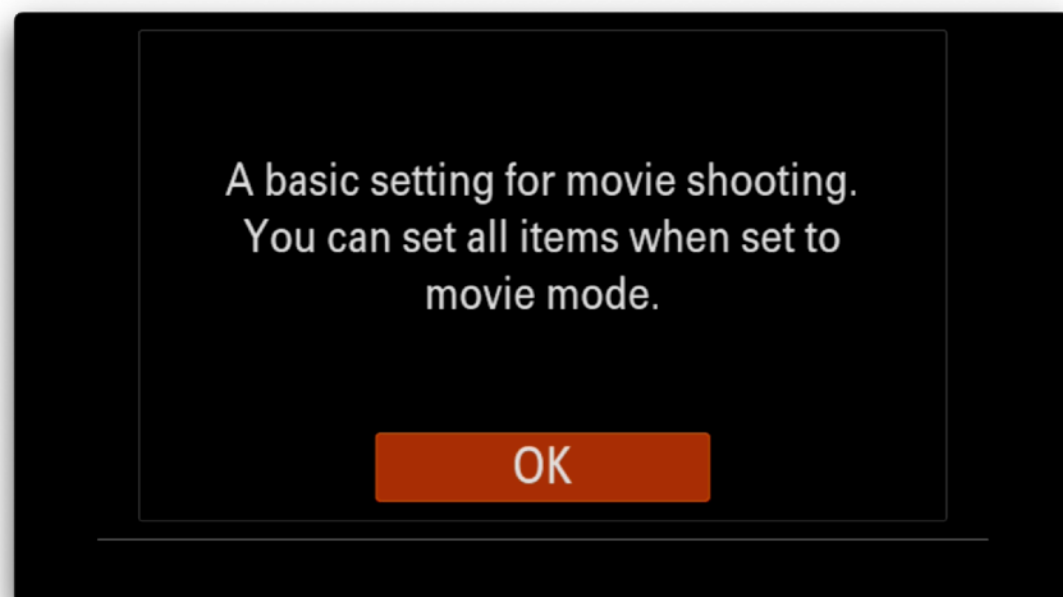 A basic setting for movie shooting.
You can set all items when set to
movie mode.
OK